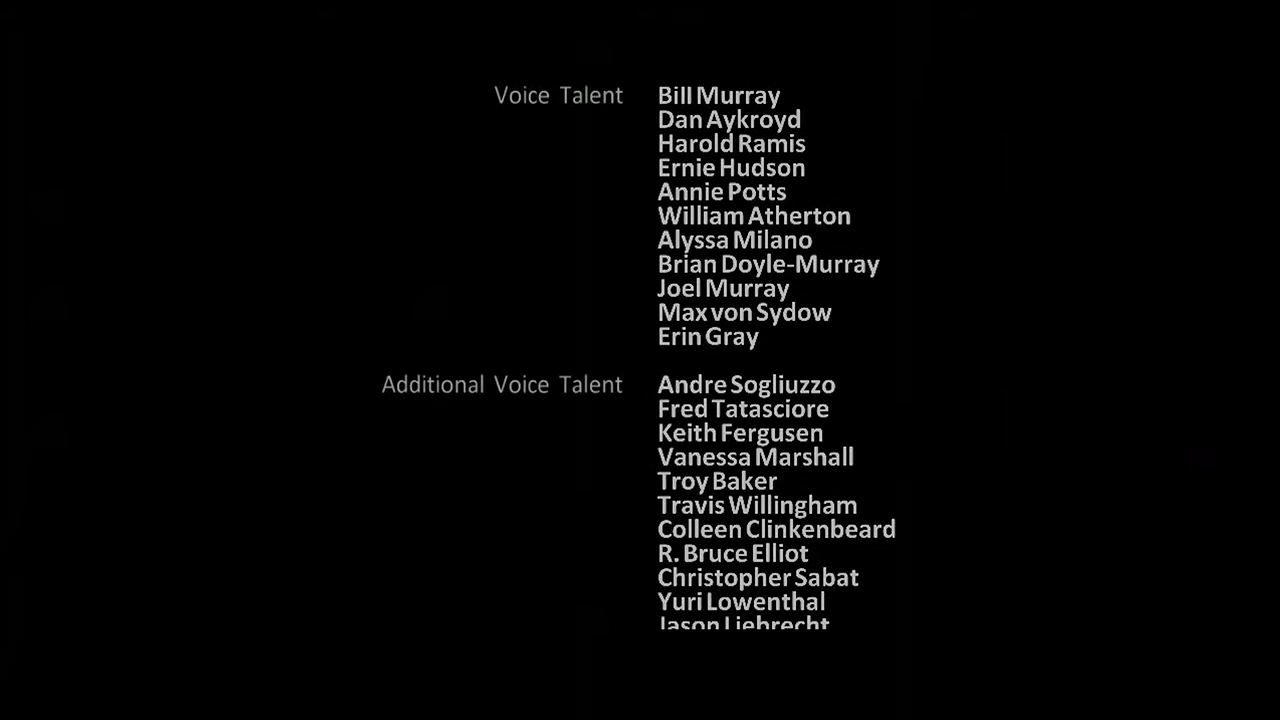 Voice Talent Bill Murray
Dan Aykroyd
Harold Ramis
Ernie Hudson
Annie Potts
William Atherton
Alyssa Milano
Brian Doyle-Murray
Joel Murray
Max von Sydow
Erin Gray
Additional Voice Talent Andre Sogliuzzo
Fred Tatasciore
Keith Fergusen
Vanessa Marshall
Troy Baker
Travis Willingham
Colleen Clinkenbeard
R. Bruce Elliot
Christopher Sabat
Yuri Lowenthal
Jason Liebrecht